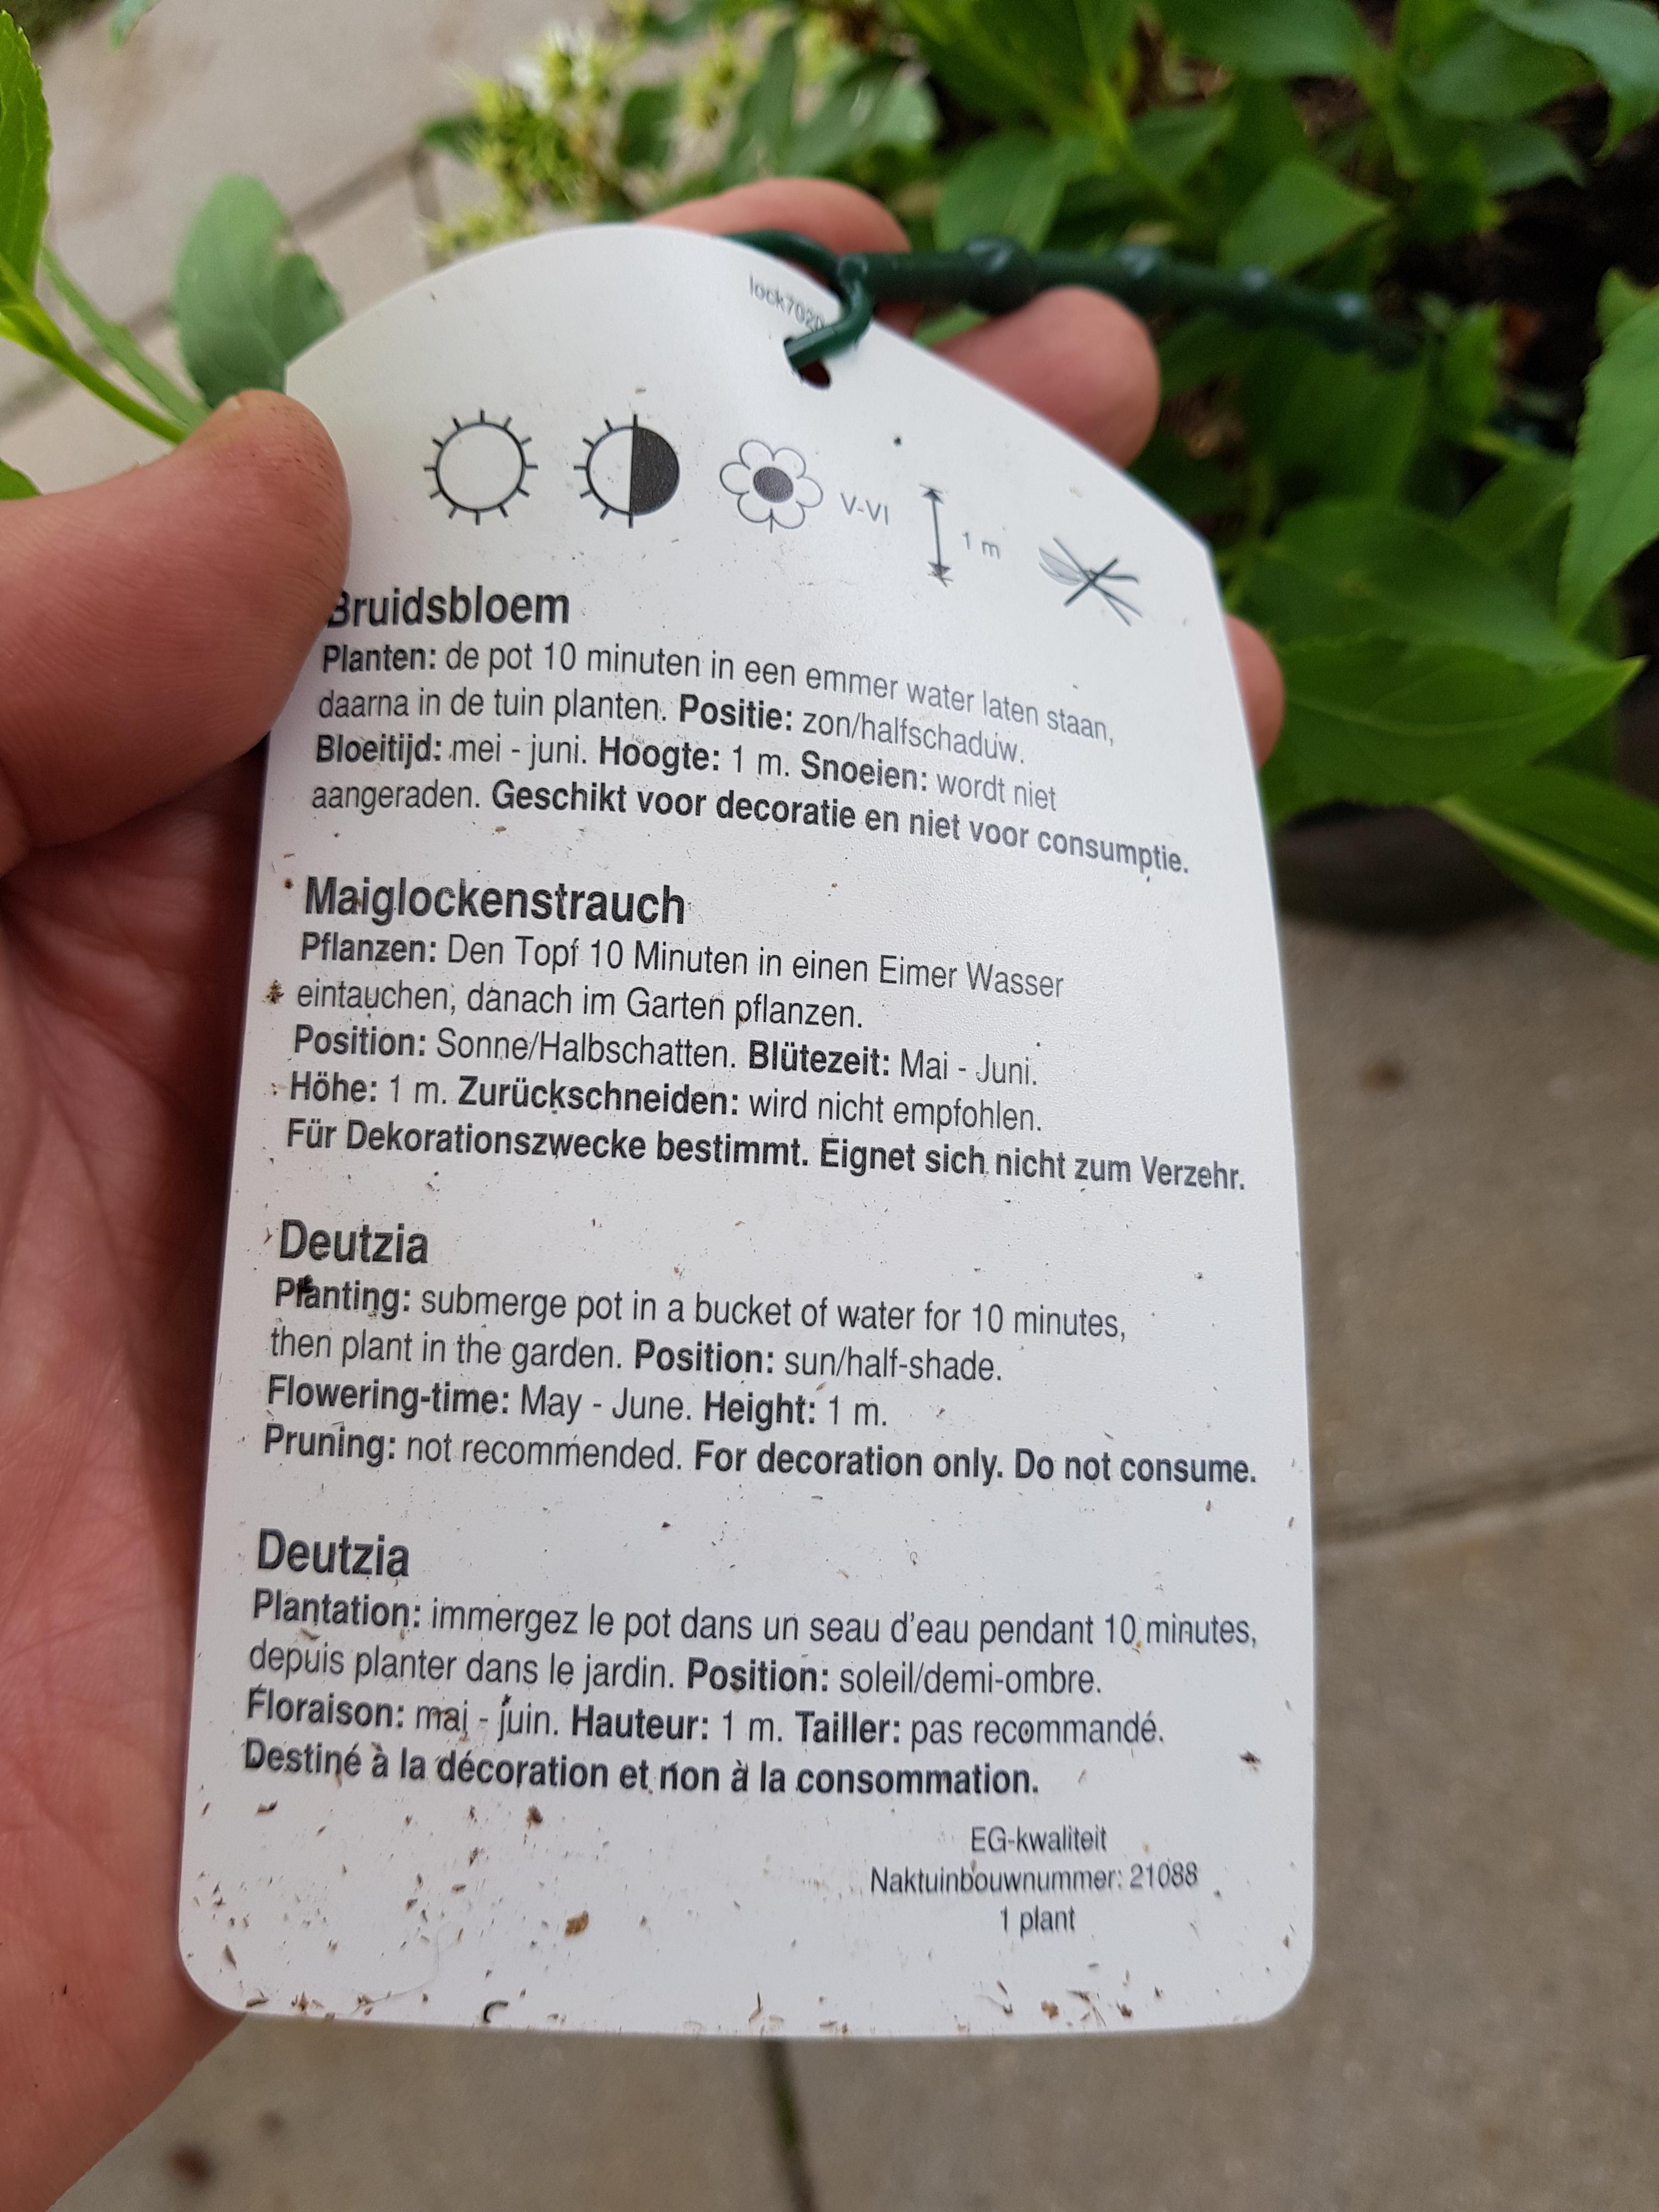 lock7020
V-VI
1 m
Bruidsbloem
Planten: de pot 10 minuten in een emmer water laten staan,
daarna in de tuin planten. Positie: zon/halfschaduw.
Bloeitijd: mei - juni. Hoogte: 1 m. Snoeien: wordt niet
aangeraden. Geschikt voor decoratie en niet voor consumptie.
Maiglockenstrauch
Pflanzen: Den Topf 10 Minuten in einen Eimer Wasser
eintauchen, danach im Garten pflanzen.
Position: Sonne/Halbschatten. Blütezeit: Mai - Juni.
Höhe: 1 m. Zurückschneiden: wird nicht empfohlen.
Für Dekorationszwecke bestimmt. Eignet sich nicht zum Verzehr.
Deutzia
Planting: submerge pot in a bucket of water for 10 minutes,
then plant in the garden. Position: sun/half-shade.
Flowering-time: May - June. Height: 1 m.
Pruning: not recommended. For decoration only. Do not consume.
Deutzia
Plantation: immergez le pot dans un seau d'eau pendant 10 minutes,
depuis planter dans le jardin. Position: soleil/demi-ombre.
Floraison: mai - juin. Hauteur: 1 m. Tailler: pas recommandé.
Destiné à la décoration et non à la consommation.
EG-kwaliteit
Naktuinbouwnummer: 21088
1 plant